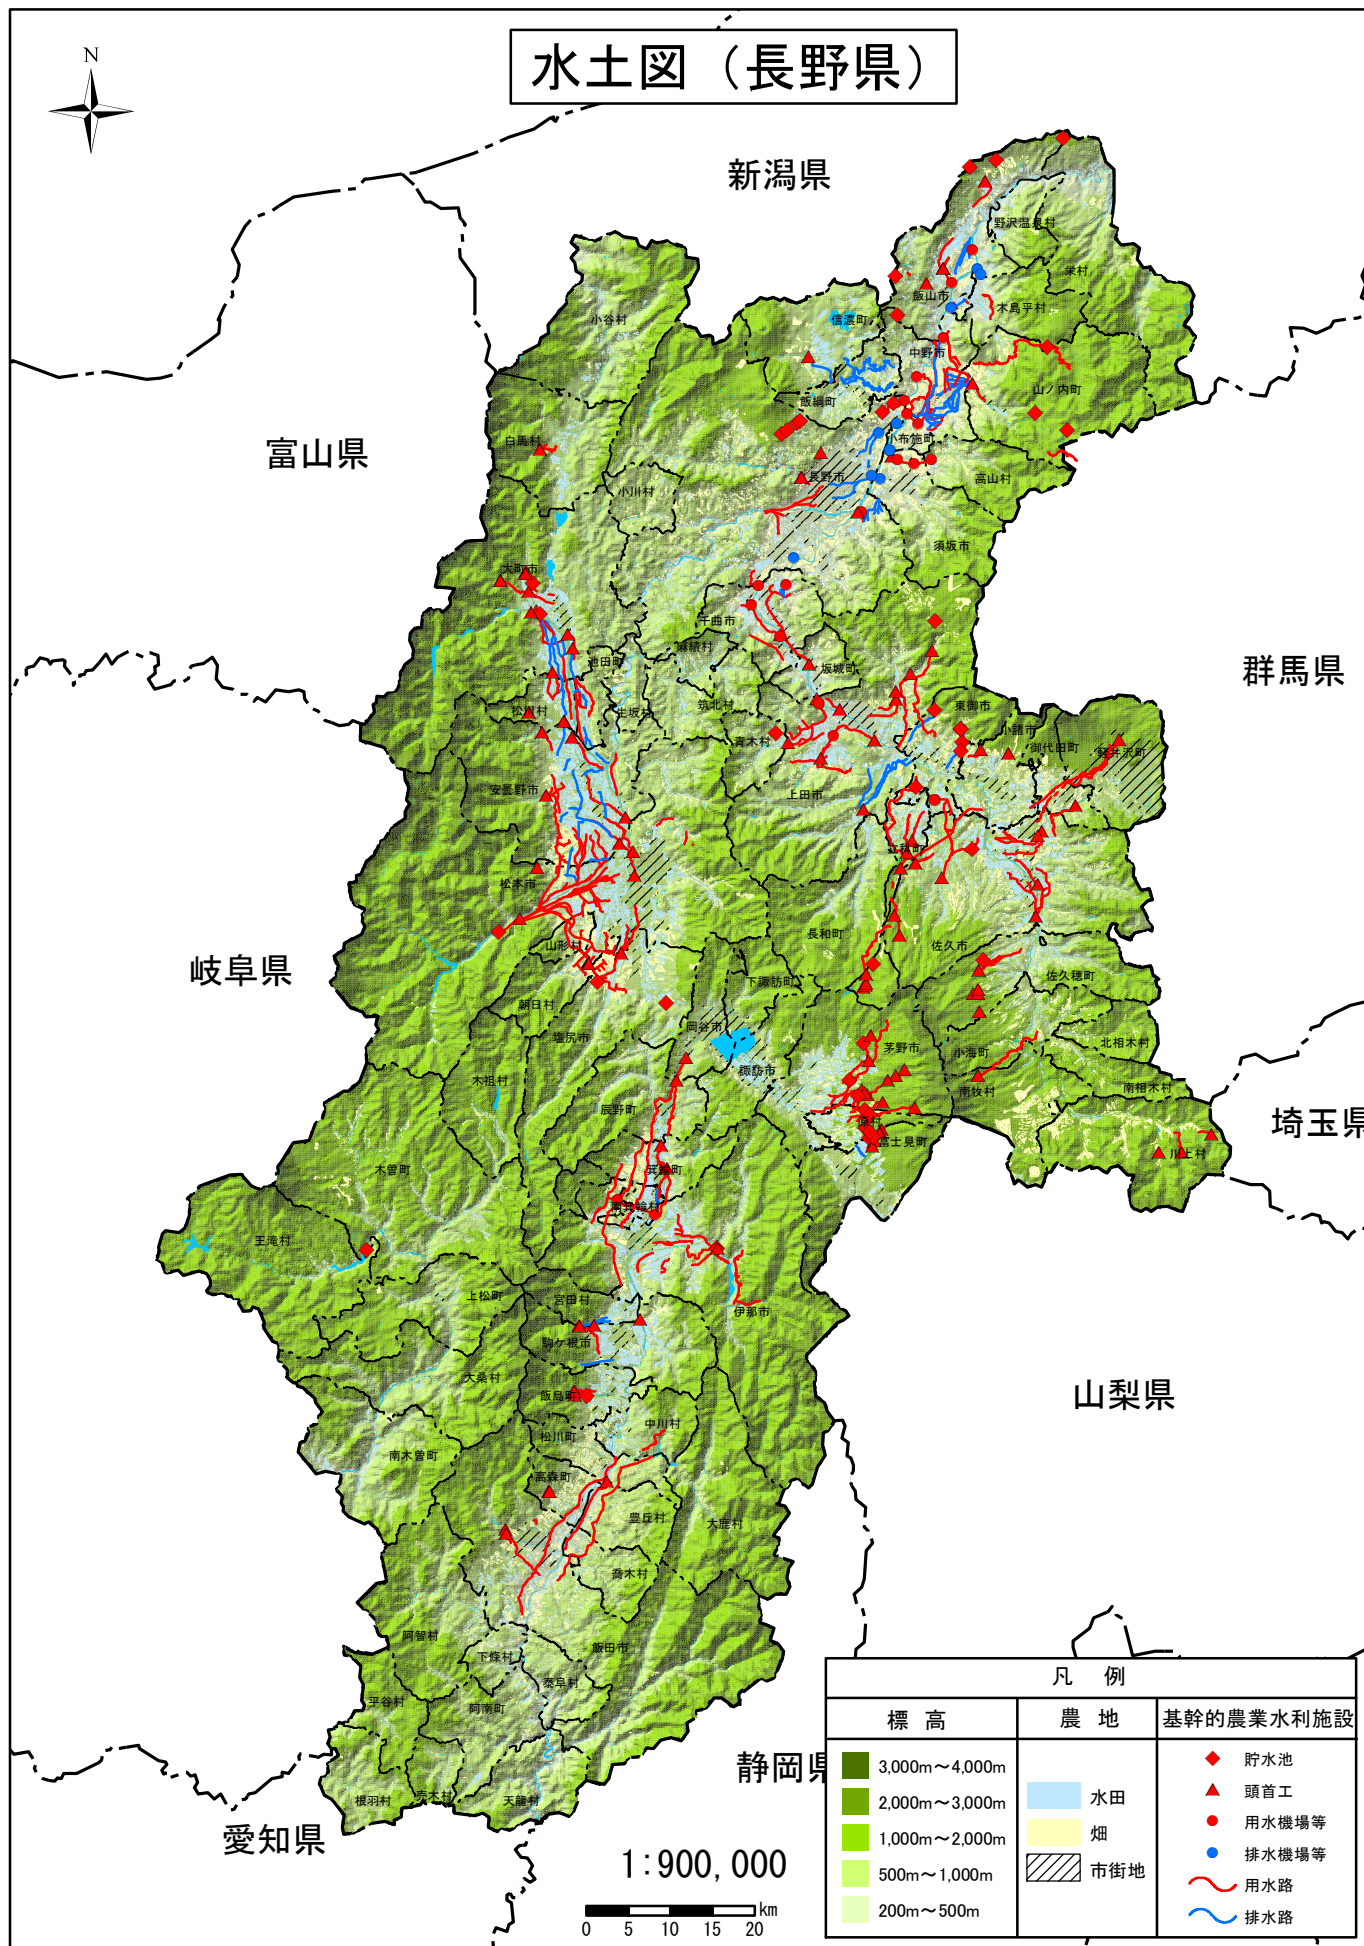 水土図（長野県）
N
新潟県
富山県
群馬県
岐阜県
埼玉県
山梨県
静岡県
愛知県
野沢温泉村
栄村
飯山市
木島平村
信濃町
小谷村
中野市
山ノ内町
飯綱町
白馬村
小布施町
長野市
高山村
小川村
須坂市
大町市
千曲市
麻績村
池田町
坂城町
松川村
生坂村
筑北村
東御市
小諸市
青木村
御代田町
軽井沢町
安曇野市
上田市
立科町
松本市
長和町
佐久市
山形村
下諏訪町
佐久穂町
朝日村
岡谷市
塩尻市
茅野市
小海町
北相木村
諏訪市
木祖村
南牧村
南相木村
辰野町
原村
富士見町
川上村
木曽町
箕輪町
南箕輪村
王滝村
上松町
宮田村
伊那市
駒ケ根市
大桑村
飯島町
中川村
松川町
南木曽町
高森町
豊丘村
大鹿村
喬木村
阿智村
飯田市
下條村
泰阜村
平谷村
阿南町
根羽村
売木村
天龍村
1:900,000
0 5 10 15 20 km
凡 例
標 高
農 地
基幹的農業水利施設
3,000m～4,000m
2,000m～3,000m
1,000m～2,000m
500m～1,000m
200m～500m
水田
畑
市街地
貯水池
頭首工
用水機場等
排水機場等
用水路
排水路